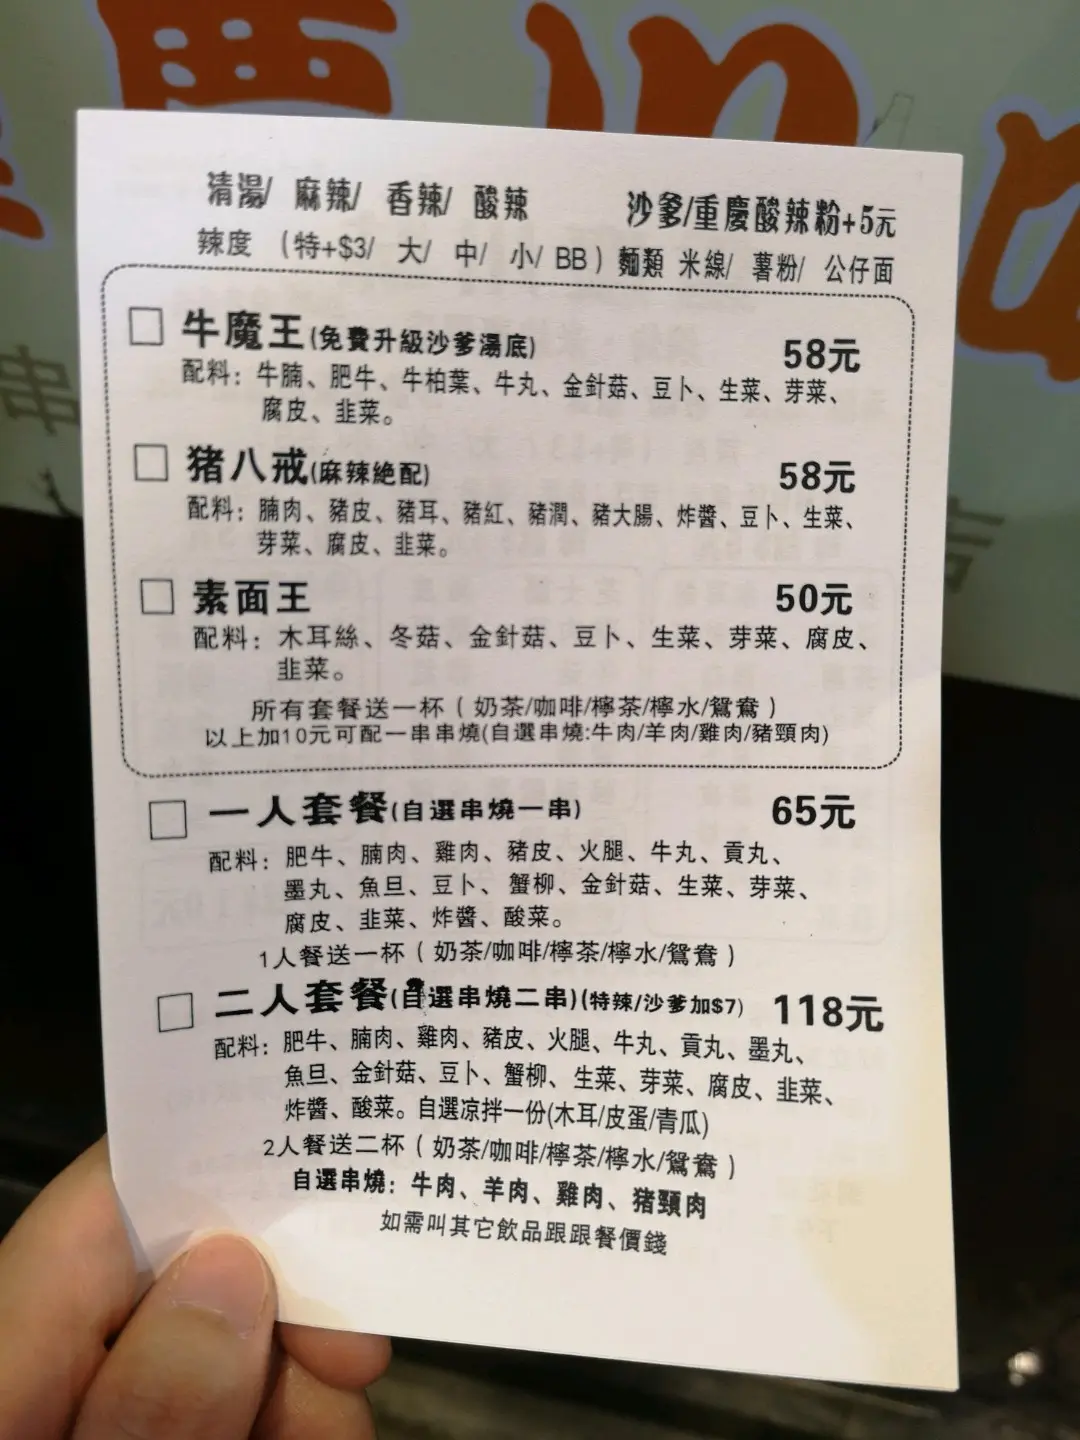 清湯/ 麻辣/ 香辣/ 酸辣 沙爹/重慶酸辣粉+5元
辣度 (特+$3/ 大/ 中/ 小/ BB) 麵類 米線/ 薯粉/ 公仔面
牛魔王(免費升級沙爹湯底) 58元
配料：牛腩、肥牛、牛柏葉、牛丸、金針菇、豆卜、生菜、芽菜、
腐皮、韭菜。
猪八戒(麻辣絕配) 58元
配料：腩肉、豬皮、豬耳、豬紅、豬潤、豬大腸、炸醬、豆卜、生菜、
芽菜、腐皮、韭菜。
素面王 50元
配料：木耳絲、冬菇、金針菇、豆卜、生菜、芽菜、腐皮、
韭菜。
所有套餐送一杯（奶茶/咖啡/檸茶/檸水/鴛鴦）
以上加10元可配一串串燒(自選串燒:牛肉/羊肉/雞肉/豬頸肉)
一人套餐(自選串燒一串) 65元
配料：肥牛、腩肉、雞肉、豬皮、火腿、牛丸、貢丸、
墨丸、魚旦、豆卜、蟹柳、金針菇、生菜、芽菜、
腐皮、韭菜、炸醬、酸菜。
1人餐送一杯（奶茶/咖啡/檸茶/檸水/鴛鴦）
二人套餐(自選串燒二串)(特辣/沙爹加$7) 118元
配料：肥牛、腩肉、雞肉、豬皮、火腿、牛丸、貢丸、墨丸、
魚旦、金針菇、豆卜、蟹柳、生菜、芽菜、腐皮、韭菜、
炸醬、酸菜。自選凉拌一份(木耳/皮蛋/青瓜)
2人餐送二杯（奶茶/咖啡/檸茶/檸水/鴛鴦）
自選串燒：牛肉、羊肉、雞肉、猪頸肉
如需叫其它飲品跟跟餐價錢